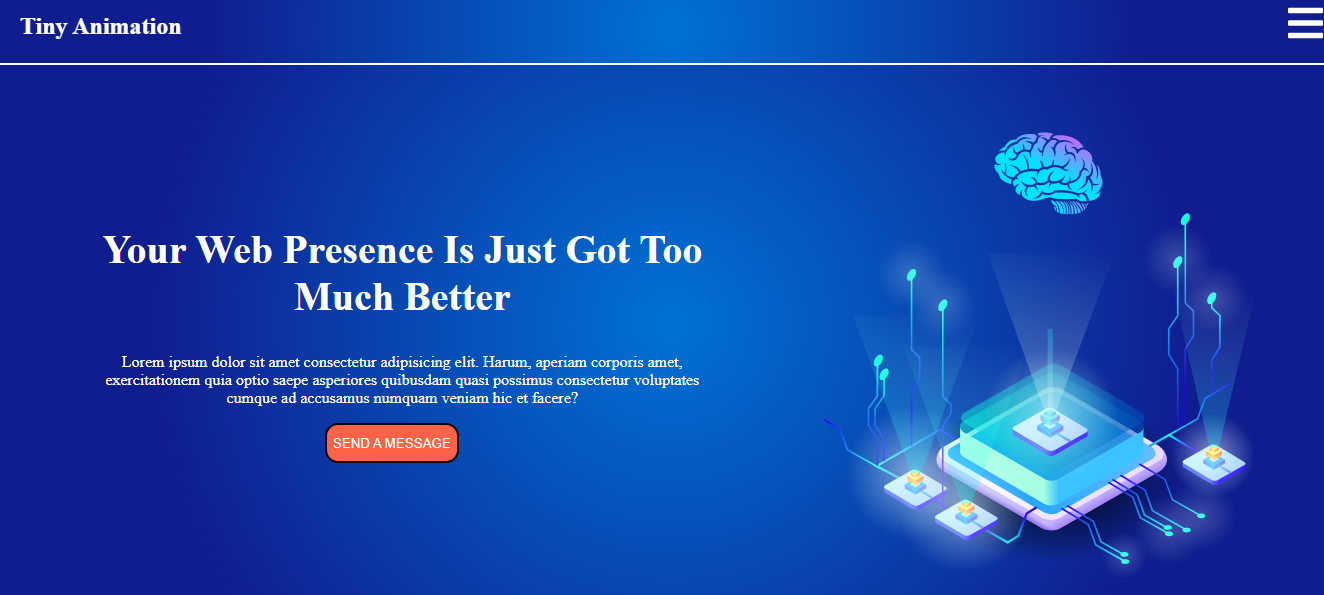 Tiny Animation
Your Web Presence Is Just Got Too
Much Better
Lorem ipsum dolor sit amet consectetur adipisicing elit. Harum, aperiam corporis amet,
exercitationem quia optio saepe asperiores quibusdam quasi possimus consectetur voluptates
cumque ad accusamus numquam veniam hic et facere?
SEND A MESSAGE